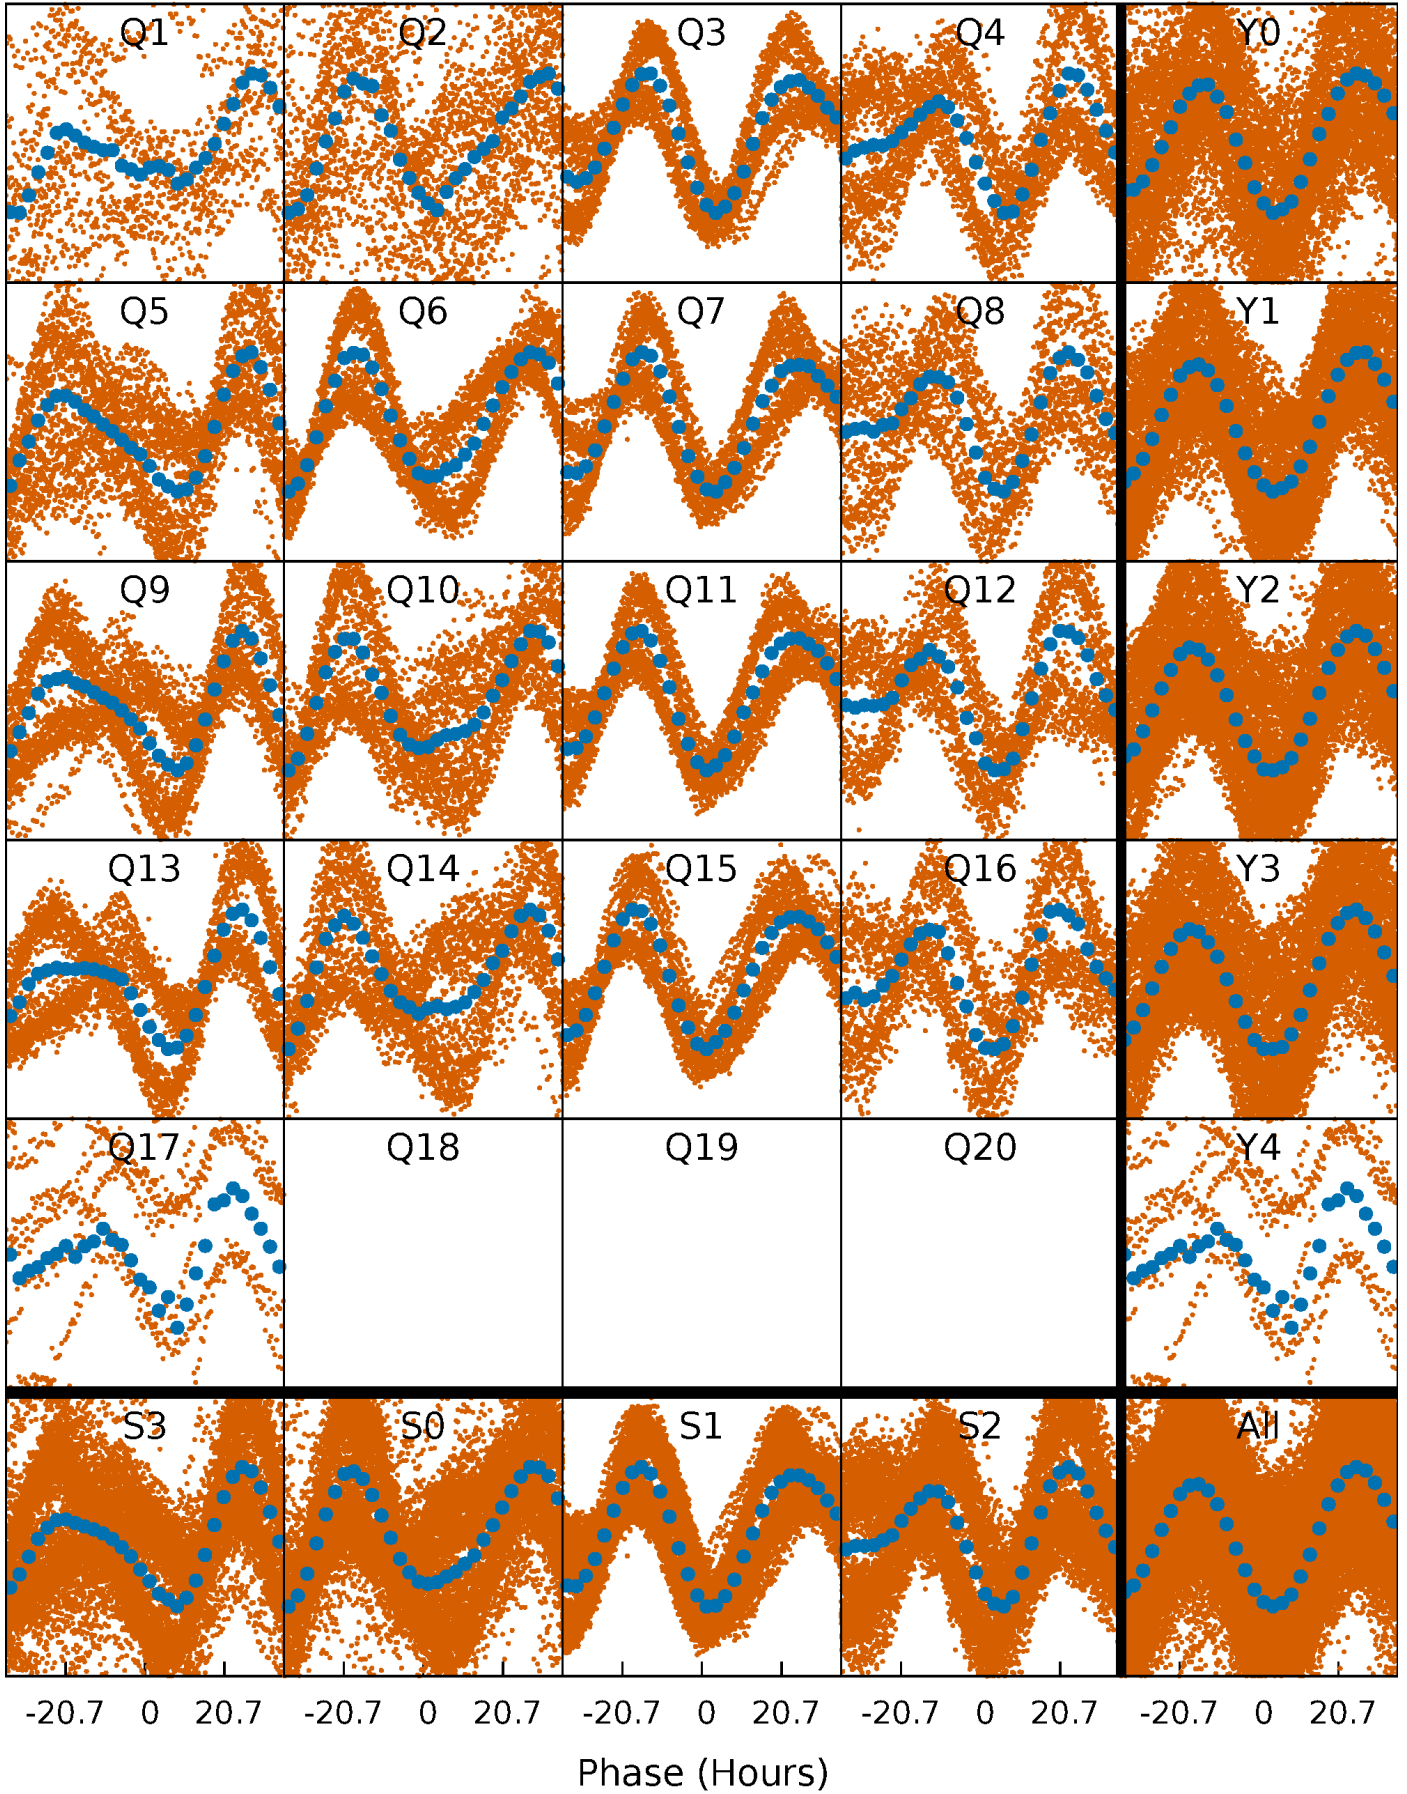 Q1 Q2 Q3 Q4 Y0
Q5 Q6 Q7 Q8 Y1
Q9 Q10 Q11 Q12 Y2
Q13 Q14 Q15 Q16 Y3
Q17 Q18 Q19 Q20 Y4
S3 S0 S1 S2 All
-20.7 0 20.7 -20.7 0 20.7 -20.7 0 20.7 -20.7 0 20.7 -20.7 0 20.7
Phase (Hours)